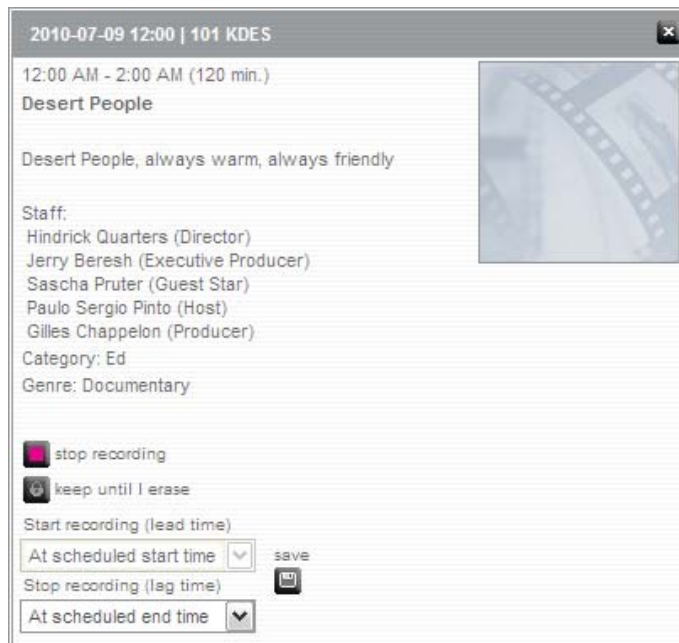 2010-07-09 12:00 | 101 KDES
12:00 AM - 2:00 AM (120 min.)
Desert People
Desert People, always warm, always friendly
Staff:
Hindrick Quarters (Director)
Jerry Beresh (Executive Producer)
Sascha Pruter (Guest Star)
Paulo Sergio Pinto (Host)
Gilles Chappelon (Producer)
Category: Ed
Genre: Documentary
stop recording
keep until I erase
Start recording (lead time)
At scheduled start time
save
Stop recording (lag time)
At scheduled end time